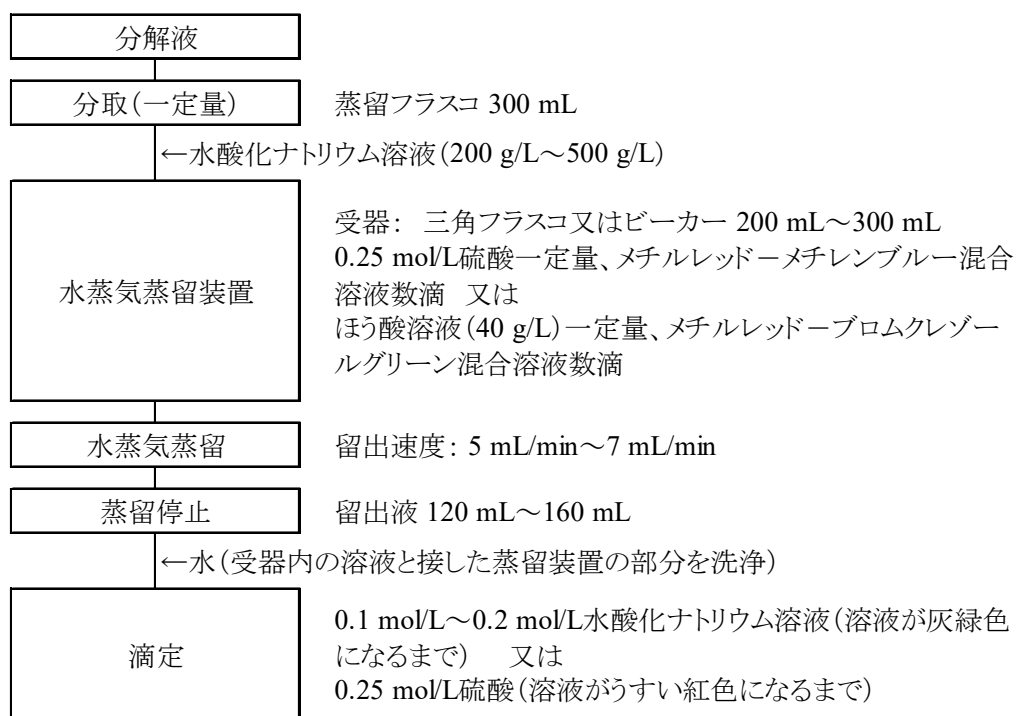 分解液
分取(一定量) 蒸留フラスコ 300 mL
←水酸化ナトリウム溶液(200 g/L～500 g/L)
水蒸気蒸留装置
受器: 三角フラスコ又はビーカー 200 mL～300 mL
0.25 mol/L硫酸一定量、メチルレッド－メチレンブルー混合
溶液数滴 又は
ほう酸溶液(40 g/L)一定量、メチルレッド－ブロムクレゾー
ルグリーン混合溶液数滴
水蒸気蒸留 留出速度: 5 mL/min～7 mL/min
蒸留停止 留出液 120 mL～160 mL
←水(受器内の溶液と接した蒸留装置の部分を洗浄)
滴定
0.1 mol/L～0.2 mol/L水酸化ナトリウム溶液(溶液が灰緑色
になるまで) 又は
0.25 mol/L硫酸(溶液がうすい紅色になるまで)